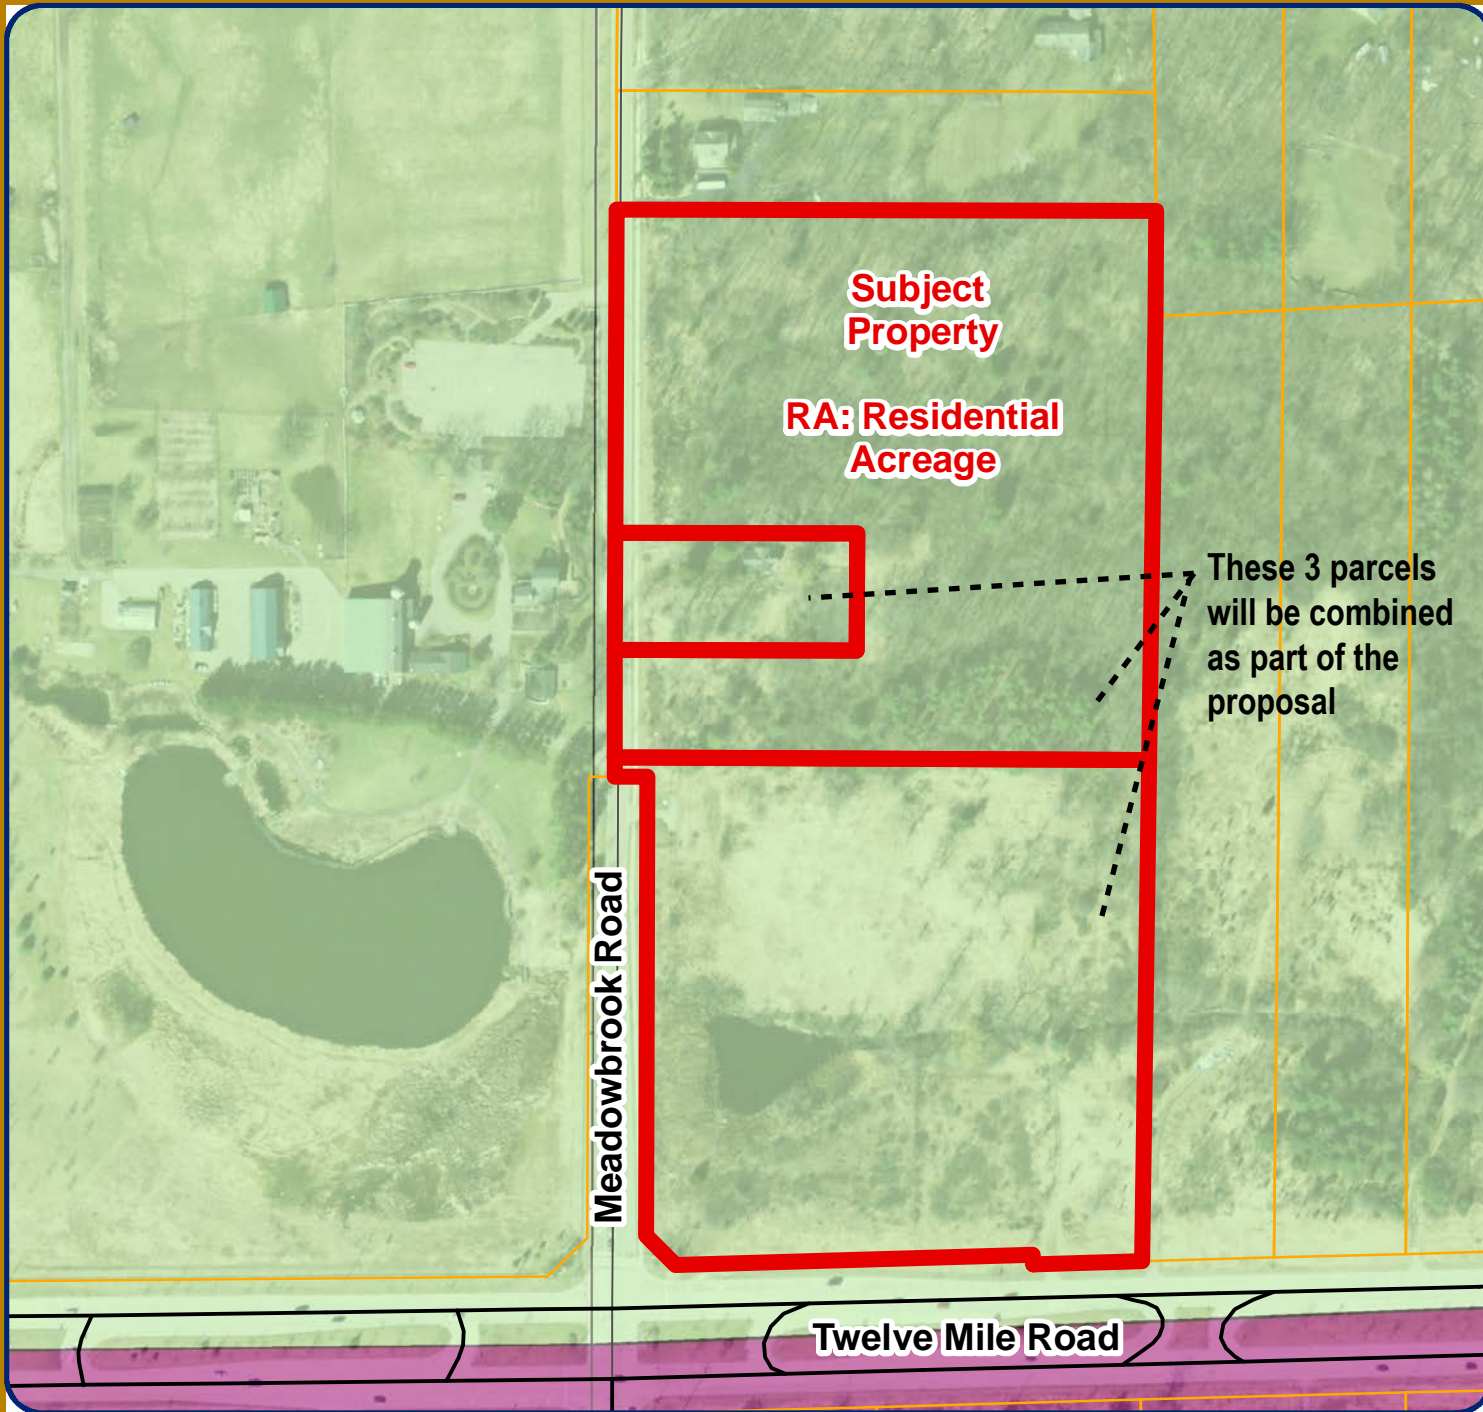 Subject
Property
RA: Residential
Acreage
These 3 parcels
will be combined
as part of the
proposal
Meadowbrook Road
Twelve Mile Road